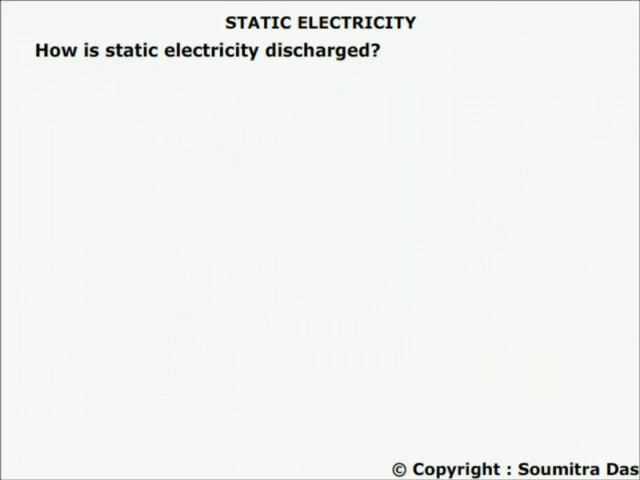 STATIC ELECTRICITY
How is static electricity discharged?
© Copyright : Soumitra Das